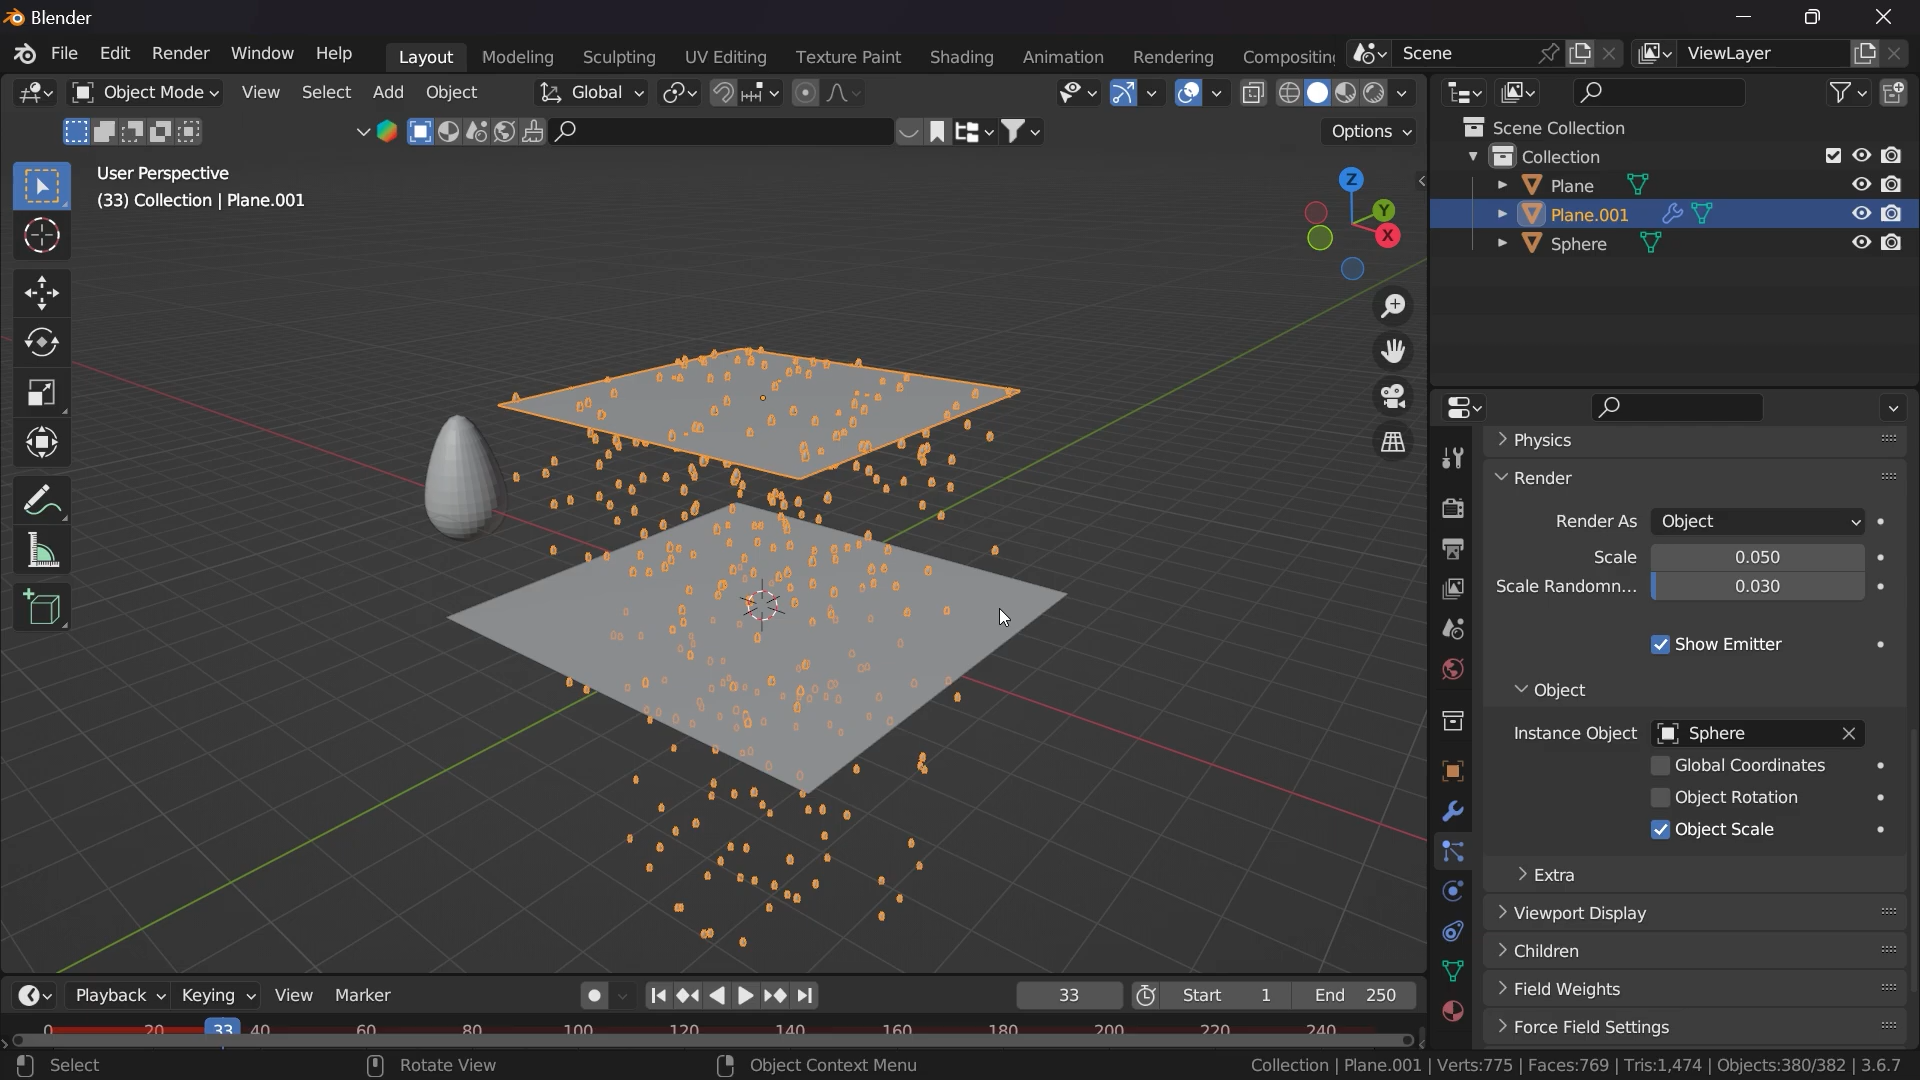 Blender
File Edit Render Window Help
Layout Modeling Sculpting UV Editing Texture Paint Shading Animation Rendering Compositing
Scene
ViewLayer
Object Mode View Select Add Object
Global
Options
User Perspective
(33) Collection | Plane.001
Z
Y
X
Scene Collection
Collection
Plane
Plane.001
Sphere
Physics
Render
Render As Object
Scale 0.050
Scale Randomn... 0.030
Show Emitter
Object
Instance Object Sphere
Global Coordinates
Object Rotation
Object Scale
Extra
Viewport Display
Children
Field Weights
Force Field Settings
Playback Keying View Marker
33
Start 1 End 250
0 20 33 40 60 80 100 120 140 160 180 200 220 240
Select Rotate View Object Context Menu
Collection | Plane.001 | Verts:775 | Faces:769 | Tris:1,474 | Objects:380/382 | 3.6.7